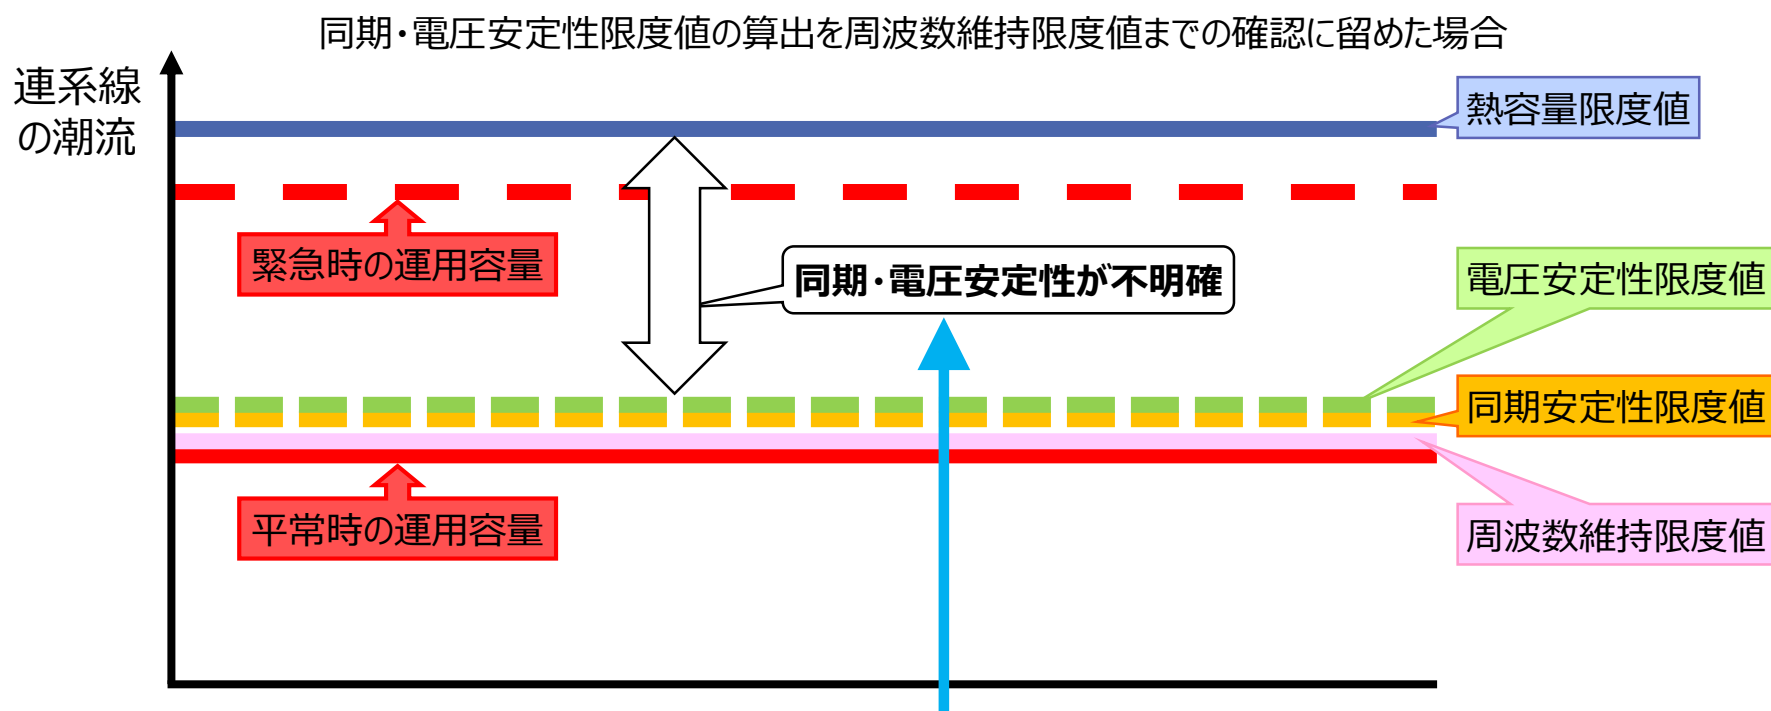 同期・電圧安定性限度値の算出を周波数維持限度値までの確認に留めた場合
連系線
の潮流
熱容量限度値
緊急時の運用容量
同期・電圧安定性が不明確
電圧安定性限度値
同期安定性限度値
平常時の運用容量
周波数維持限度値